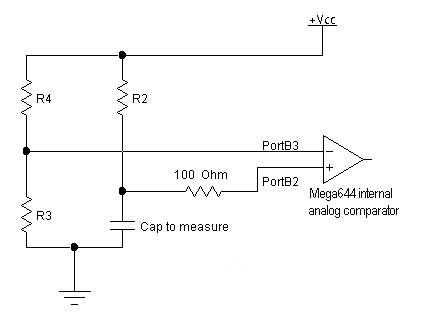 +Vcc
R4
R2
PortB3
−
100 Ohm
+
PortB2
R3
Mega644 internal
analog comparator
Cap to measure